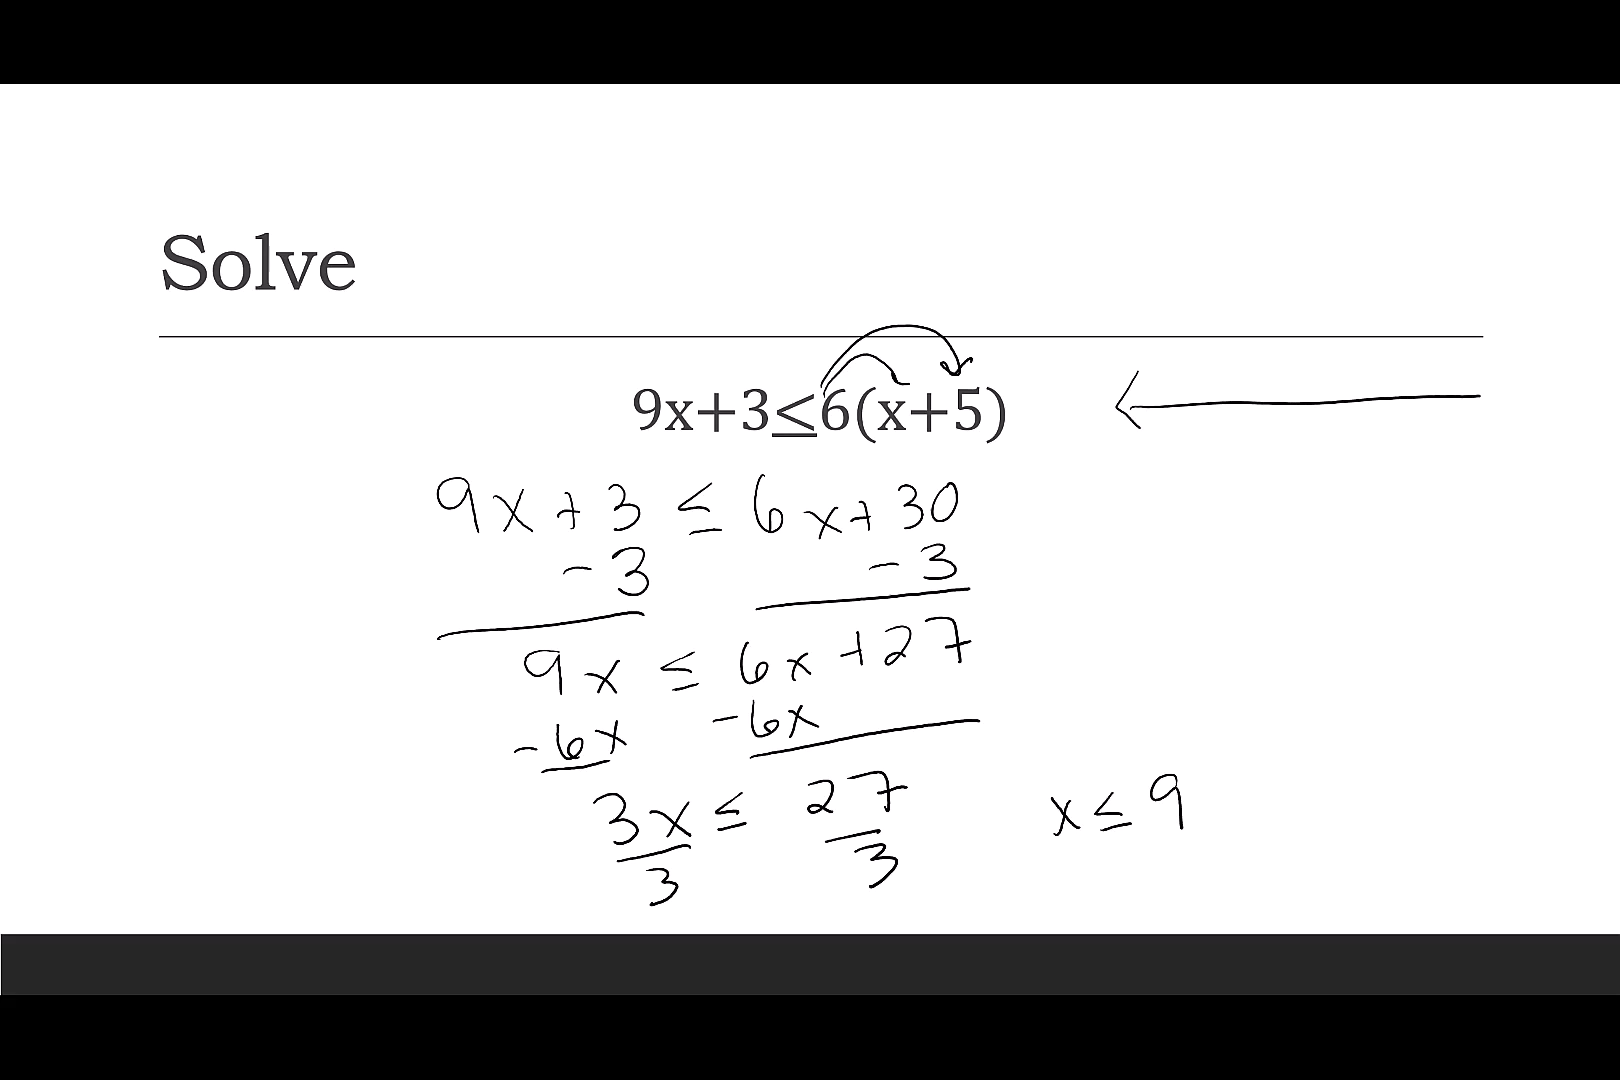 Solve
9x+3≤6(x+5)
9x + 3 ≤ 6x + 30
- 3 - 3
9x ≤ 6x + 27
- 6x - 6x
3x ≤ 27 x ≤ 9
3 3